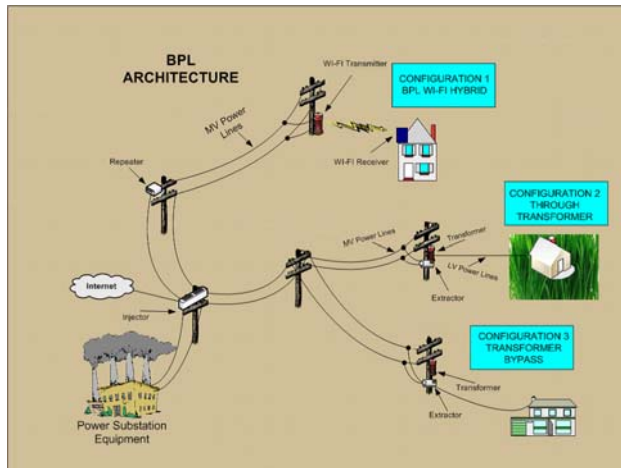 BPL
ARCHITECTURE
WI-FI Transmitter
CONFIGURATION 1
BPL WI-FI HYBRID
MV Power
Lines
Repeater
WI-FI Receiver
CONFIGURATION 2
THROUGH
TRANSFORMER
MV Power Lines
Transformer
LV Power Lines
Internet
Extractor
Injector
CONFIGURATION 3
TRANSFORMER
BYPASS
Transformer
Extractor
Power Substation
Equipment